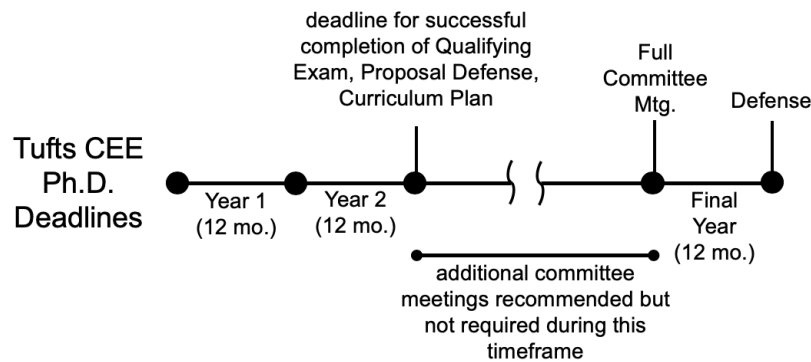 deadline for successful
completion of Qualifying
Exam, Proposal Defense,
Curriculum Plan
Full
Committee
Mtg.
Defense
Tufts CEE
Ph.D.
Deadlines
Year 1
(12 mo.)
Year 2
(12 mo.)
Final
Year
(12 mo.)
additional committee
meetings recommended but
not required during this
timeframe